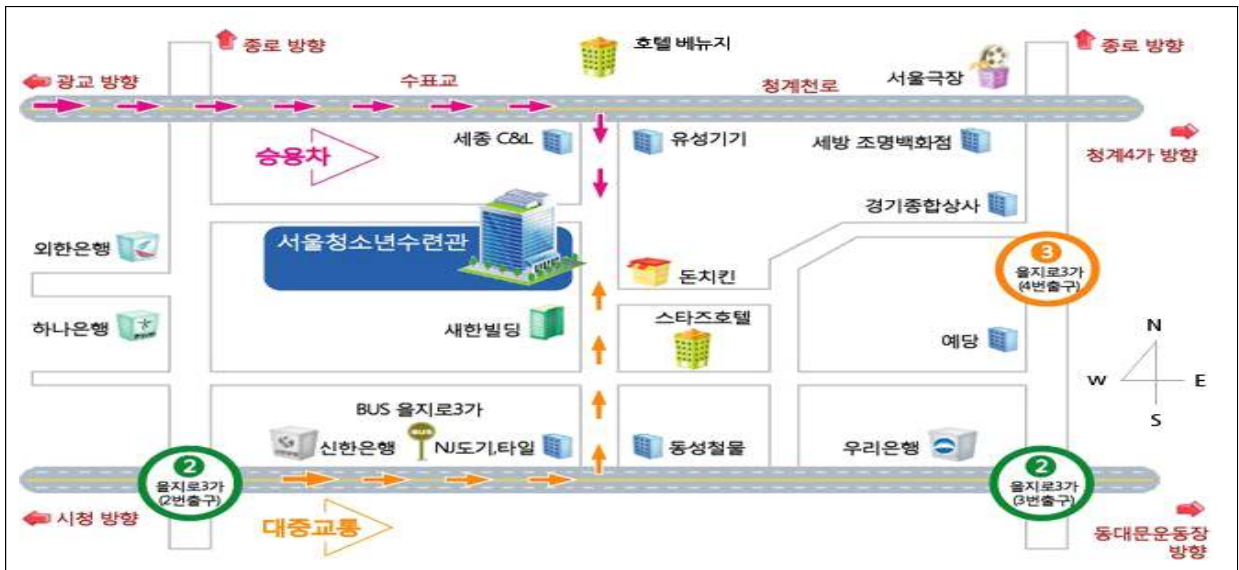 종로 방향
호텔 베뉴지
종로 방향
광교 방향
수표교
청계천로
서울극장
승용차
세종 C&L
유성기기
세방 조명백화점
청계4가 방향
경기종합상사
외한은행
서울청소년수련관
돈치킨
3
을지로3가
(4번출구)
하나은행
새한빌딩
스타즈호텔
예당
N
W
E
S
BUS 을지로3가
신한은행
BUS
NJ도기,타일
동성철물
우리은행
2
을지로3가
(2번출구)
2
을지로3가
(3번출구)
시청 방향
대중교통
동대문운동장
방향